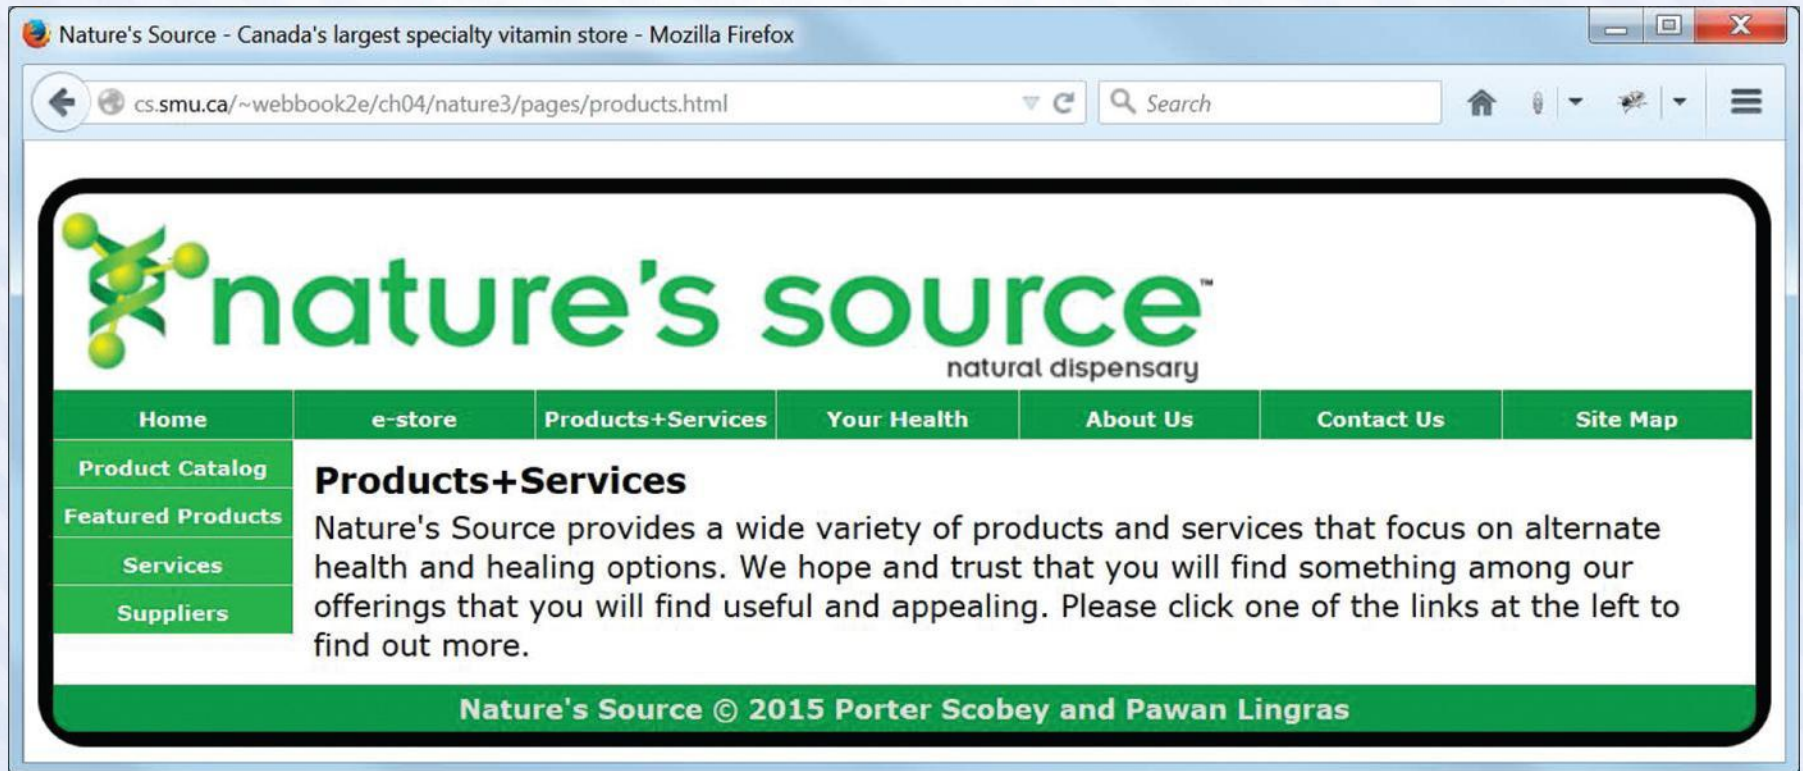 Nature's Source - Canada's largest specialty vitamin store - Mozilla Firefox
cs.smu.ca/~webbook2e/ch04/nature3/pages/products.html
Search
nature's source™
natural dispensary
Home e-store Products+Services Your Health About Us Contact Us Site Map
Product Catalog
Featured Products
Services
Suppliers
Products+Services
Nature's Source provides a wide variety of products and services that focus on alternate
health and healing options. We hope and trust that you will find something among our
offerings that you will find useful and appealing. Please click one of the links at the left to
find out more.
Nature's Source © 2015 Porter Scobey and Pawan Lingras